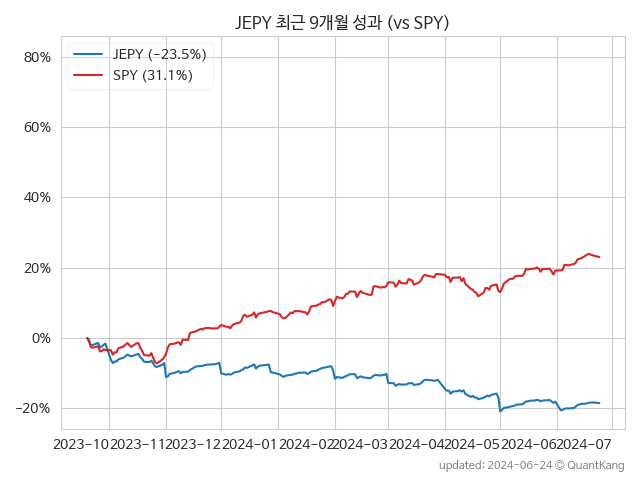 JEPY 최근 9개월 성과 (vs SPY)
JEPY (−23.5%)
SPY (31.1%)
80%
60%
40%
20%
0%
−20%
2023-10 2023-11 2023-12 2024-01 2024-02 2024-03 2024-04 2024-05 2024-06 2024-07
updated: 2024-06-24 © QuantKang